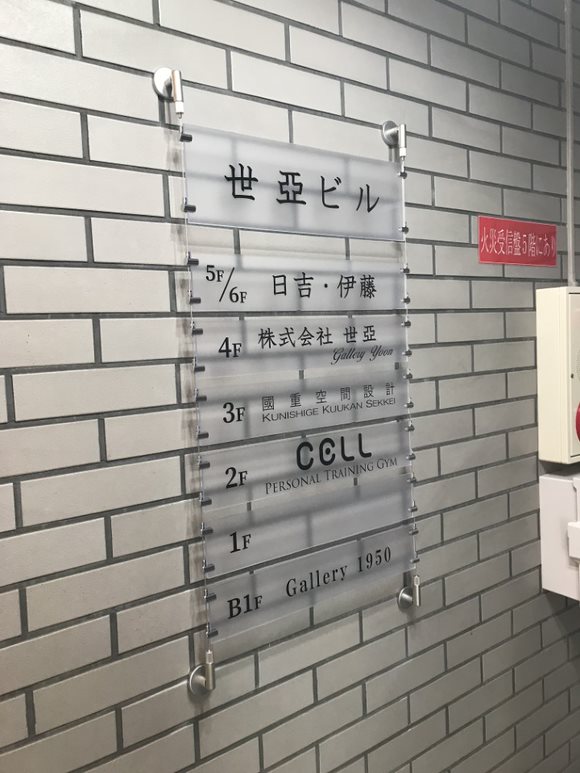 世亞ビル
5F/6F 日吉・伊藤
4F 株式会社 世亞
Gallery Yoon
3F 國重空間設計
KUNISHIGE KUUKAN SEKKEI
2F CELL
PERSONAL TRAINING GYM
1F
B1F Gallery 1950
火災受信盤5階にあり